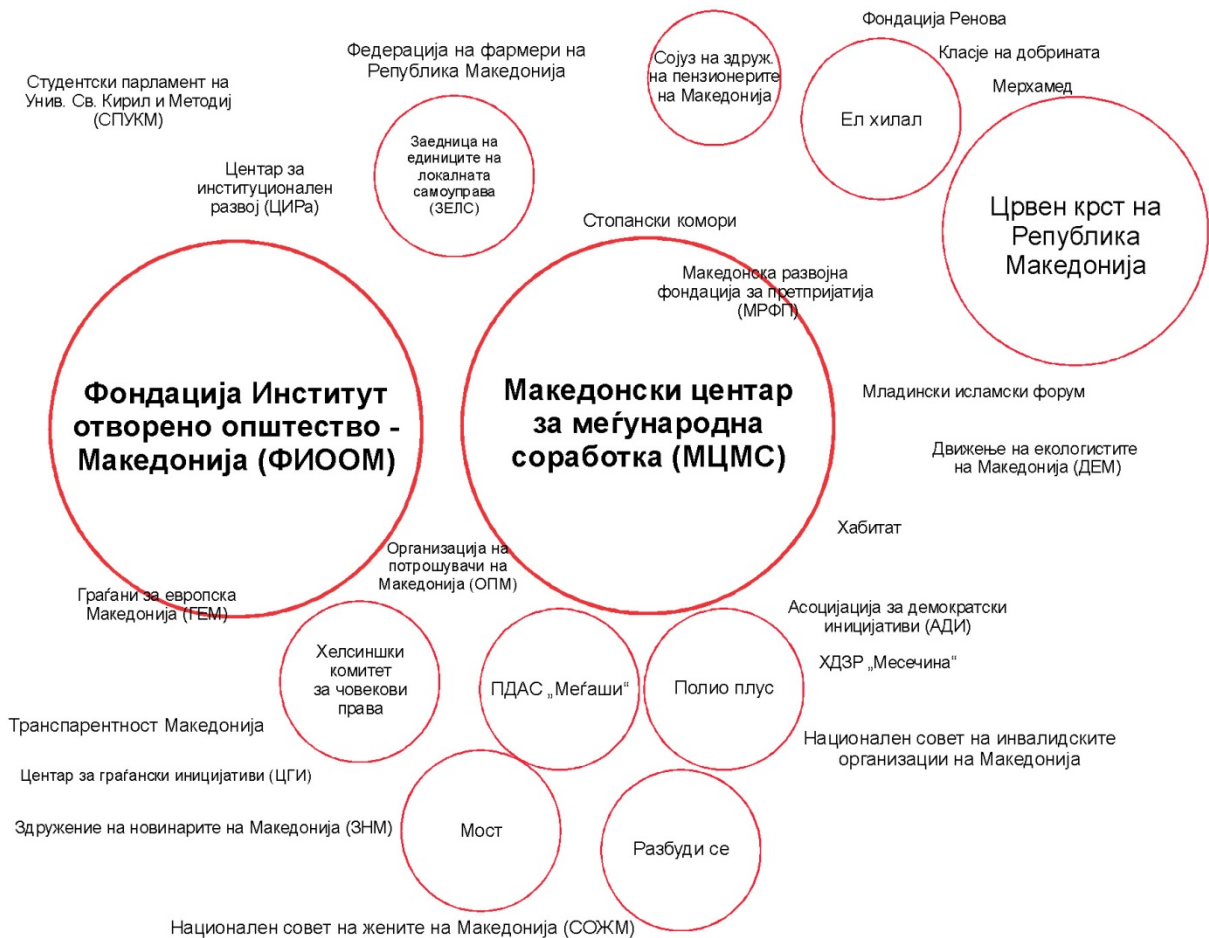 Фондација Ренова
Федерација на фармери на
Република Македонија
Сојуз на здруж.
на пензионерите
на Македонија
Класје на добрината
Мерхамед
Студентски парламент на
Унив. Св. Кирил и Методиј
(СПУКМ)
Ел хилал
Заедница на
единиците на
локалната
самоуправа
(ЗЕЛС)
Центар за
институционален
развој (ЦИРа)
Црвен крст на
Република
Македонија
Стопански комори
Македонска развојна
фондација за претпријатија
(МРФП)
Фондација Институт
отворено општество -
Македонија (ФИООМ)
Македонски центар
за меѓународна
соработка (МЦМС)
Младински исламски форум
Движење на екологистите
на Македонија (ДЕМ)
Хабитат
Организација на
потрошувачи на
Македонија (ОПМ)
Граѓани за европска
Македонија (ГЕМ)
Асоцијација за демократски
иницијативи (АДИ)
Хелсиншки
комитет
за човекови
права
ПДАС „Меѓаши“
Полио плус
ХДЗР „Месечина“
Транспарентност Македонија
Национален совет на инвалидските
организации на Македонија
Центар за граѓански иницијативи (ЦГИ)
Здружение на новинарите на Македонија (ЗНМ)
Мост
Разбуди се
Национален совет на жените на Македонија (СОЖМ)